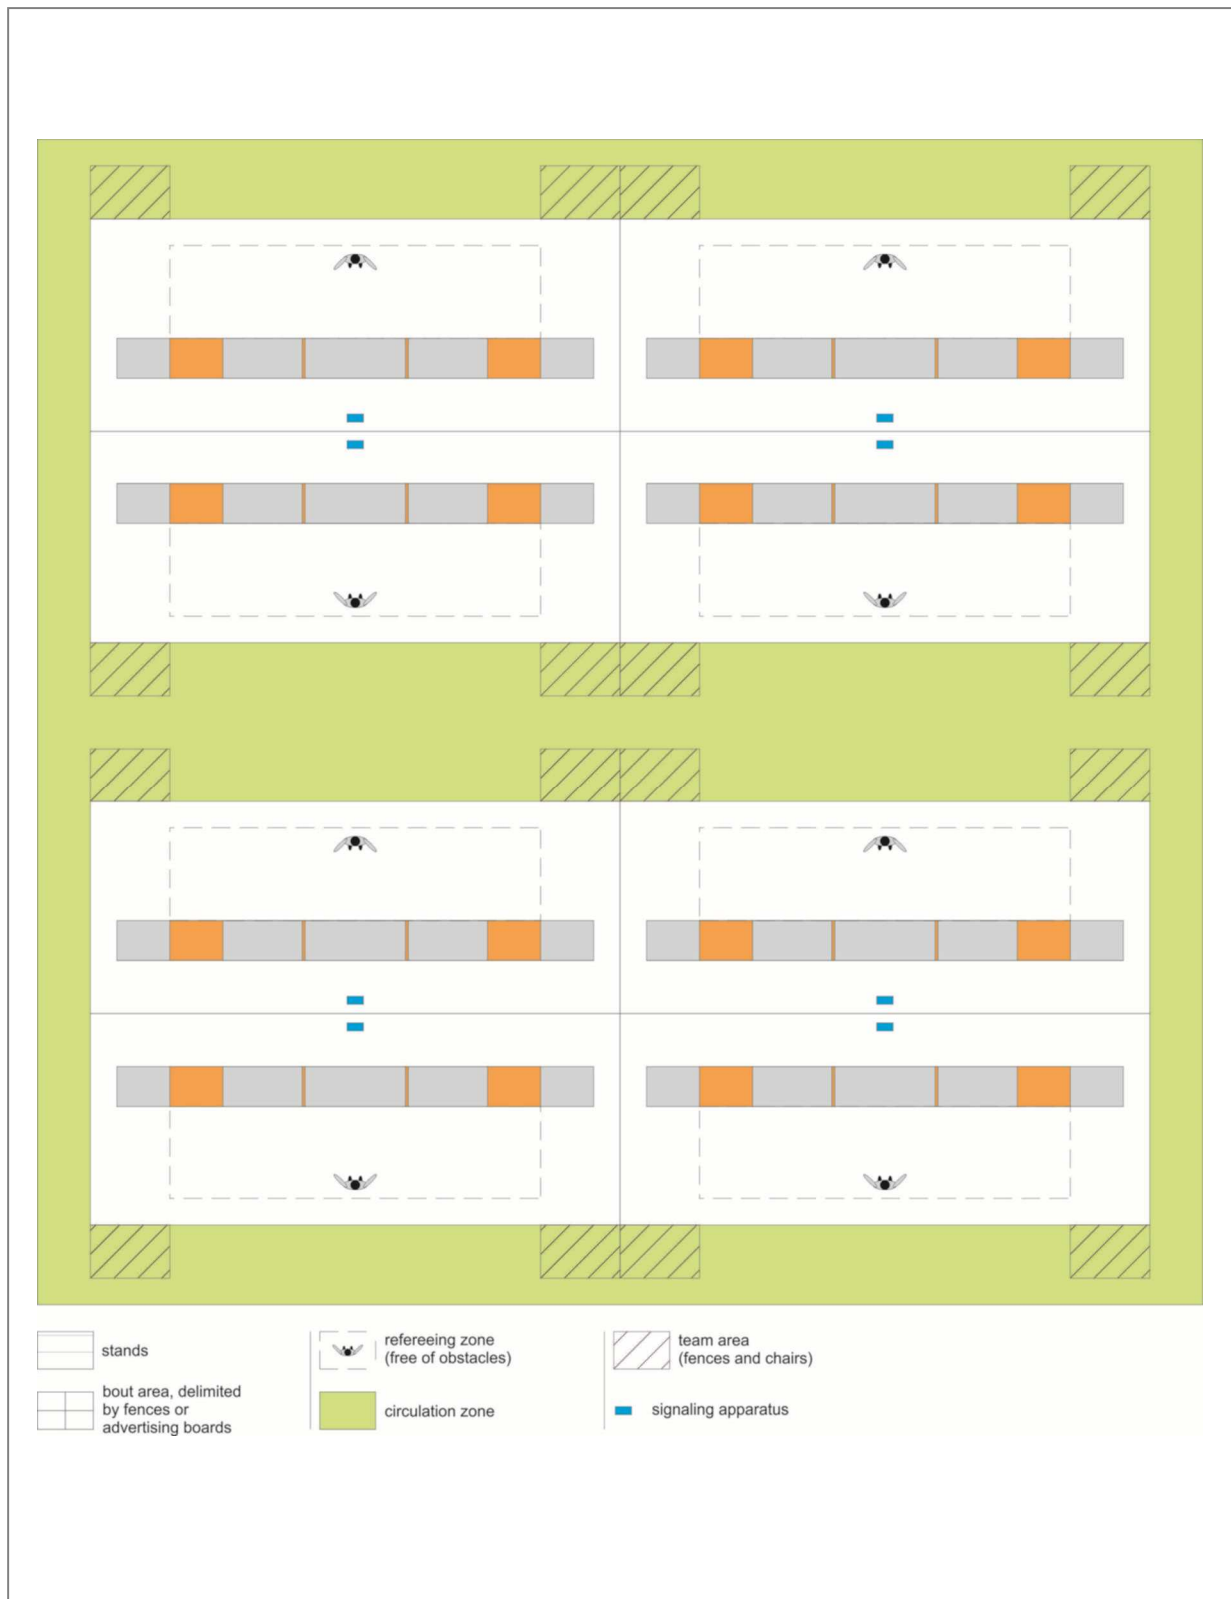 stands
bout area, delimited
by fences or
advertising boards
refereeing zone
(free of obstacles)
circulation zone
team area
(fences and chairs)
signaling apparatus